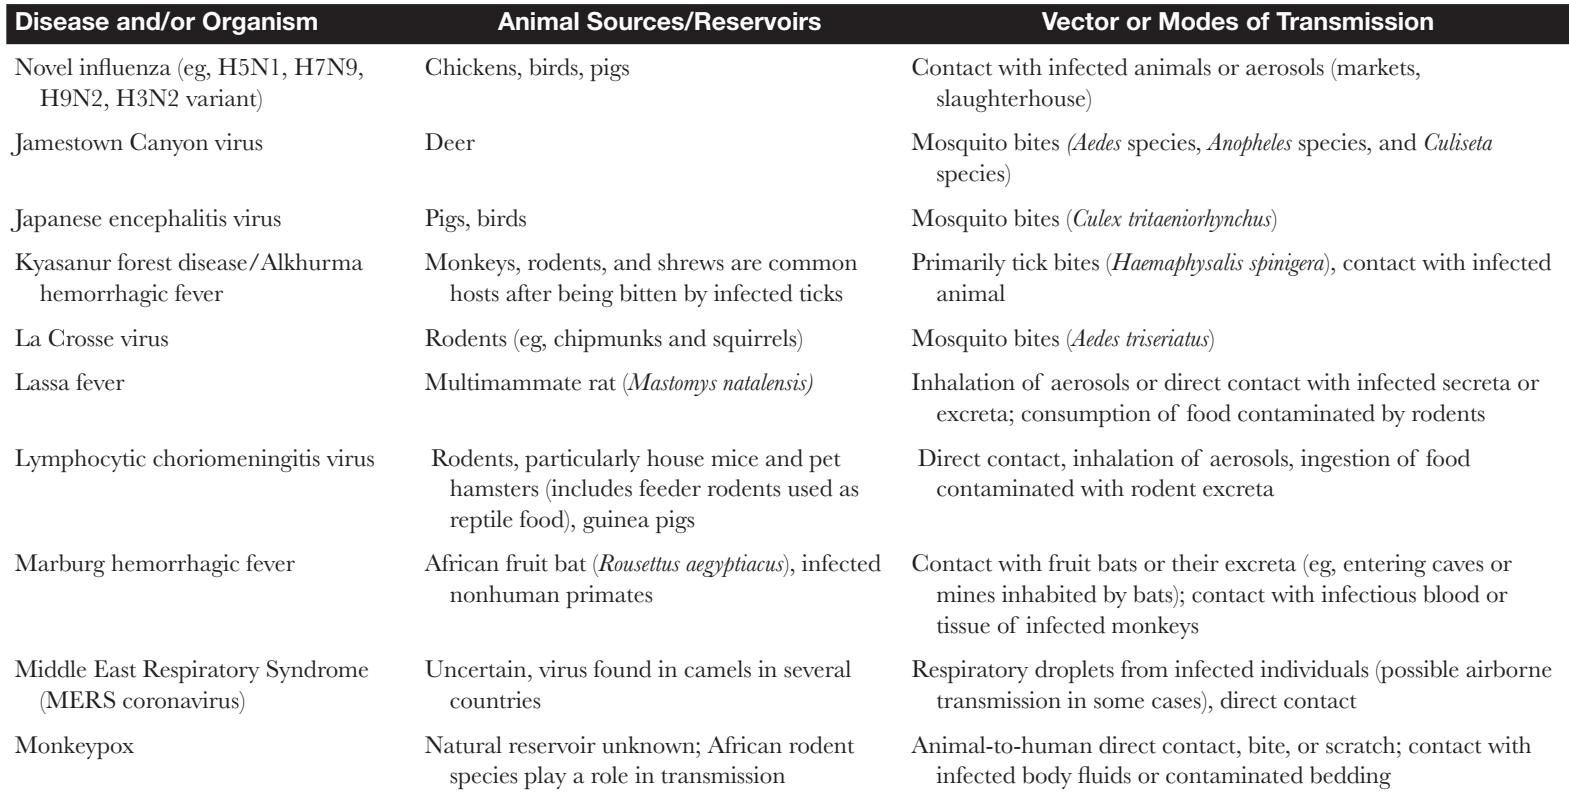 Disease and/or Organism Animal Sources/Reservoirs Vector or Modes of Transmission
Novel influenza (eg, H5N1, H7N9, Chickens, birds, pigs Contact with infected animals or aerosols (markets,
H9N2, H3N2 variant) slaughterhouse)
Jamestown Canyon virus Deer Mosquito bites (Aedes species, Anopheles species, and Culiseta
species)
Japanese encephalitis virus Pigs, birds Mosquito bites (Culex tritaeniorhynchus)
Kyasanur forest disease/Alkhurma Monkeys, rodents, and shrews are common Primarily tick bites (Haemaphysalis spinigera), contact with infected
hemorrhagic fever hosts after being bitten by infected ticks animal
La Crosse virus Rodents (eg, chipmunks and squirrels) Mosquito bites (Aedes triseriatus)
Lassa fever Multimammate rat (Mastomys natalensis) Inhalation of aerosols or direct contact with infected secreta or
excreta; consumption of food contaminated by rodents
Lymphocytic choriomeningitis virus Rodents, particularly house mice and pet Direct contact, inhalation of aerosols, ingestion of food
hamsters (includes feeder rodents used as contaminated with rodent excreta
reptile food), guinea pigs
Marburg hemorrhagic fever African fruit bat (Rousettus aegyptiacus), infected Contact with fruit bats or their excreta (eg, entering caves or
nonhuman primates mines inhabited by bats); contact with infectious blood or
tissue of infected monkeys
Middle East Respiratory Syndrome Uncertain, virus found in camels in several Respiratory droplets from infected individuals (possible airborne
(MERS coronavirus) countries transmission in some cases), direct contact
Monkeypox Natural reservoir unknown; African rodent Animal-to-human direct contact, bite, or scratch; contact with
species play a role in transmission infected body fluids or contaminated bedding